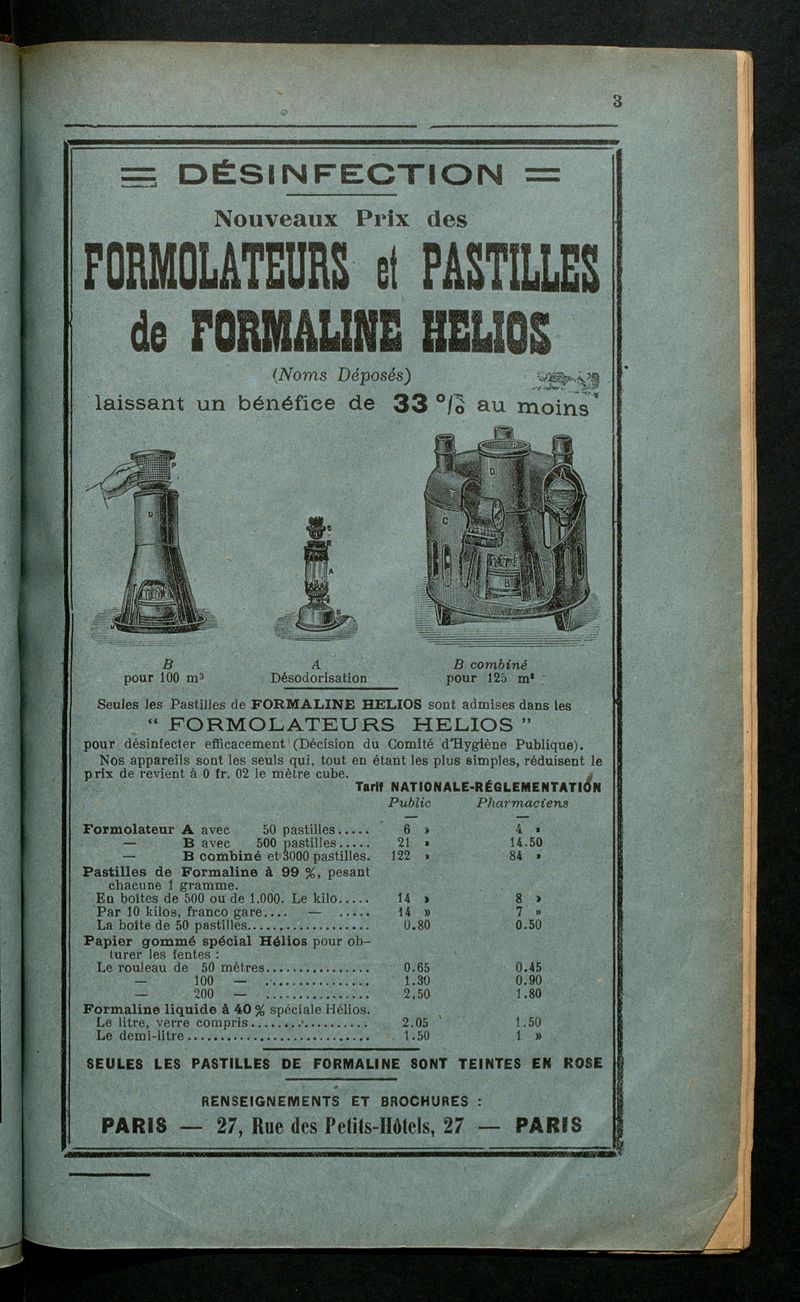 3
DÉSINFECTION
Nouveaux Prix des
FORMOLATEURS et PASTILLES
de FORMALINE HELIOS
(Noms Déposés)
laissant un bénéfice de 33 % au moins
B
pour 100 m³
A
Désodorisation
B combiné
pour 125 m³
Seules les Pastilles de FORMALINE HELIOS sont admises dans les
“ FORMOLATEURS HELIOS ”
pour désinfecter efficacement (Décision du Comité d'Hygiène Publique).
Nos appareils sont les seuls qui, tout en étant les plus simples, réduisent le
prix de revient à 0 fr. 02 le mètre cube.
Tarif NATIONALE-RÉGLEMENTATION
Public Pharmaciens
Formolateur A avec 50 pastilles..... 6 » 4 »
— B avec 500 pastilles..... 21 » 14.50
— B combiné et 3000 pastilles. 122 » 84 »
Pastilles de Formaline à 99 %, pesant
chacune 1 gramme.
En boites de 500 ou de 1.000. Le kilo..... 14 » 8 »
Par 10 kilos, franco gare.... — ..... 14 » 7 »
La boite de 50 pastilles.................... 0.80 0.50
Papier gommé spécial Hélios pour ob-
turer les fentes :
Le rouleau de 50 mètres................. 0.65 0.45
— 100 — ................. 1.30 0.90
— 200 — ................. 2,50 1.80
Formaline liquide à 40 % spéciale Hélios.
Le litre, verre compris.................... 2.05 1.50
Le demi-litre.............................. 1.50 1 »
SEULES LES PASTILLES DE FORMALINE SONT TEINTES EN ROSE
RENSEIGNEMENTS ET BROCHURES :
PARIS — 27, Rue des Petits-Hôtels, 27 — PARIS